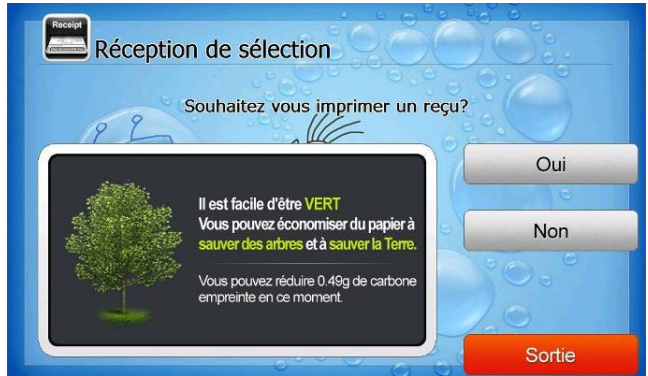 Receipt
Réception de sélection
Souhaitez vous imprimer un reçu?
Il est facile d'être VERT
Vous pouvez économiser du papier à
sauver des arbres et à sauver la Terre.
Vous pouvez réduire 0.49g de carbone
empreinte en ce moment.
Oui
Non
Sortie